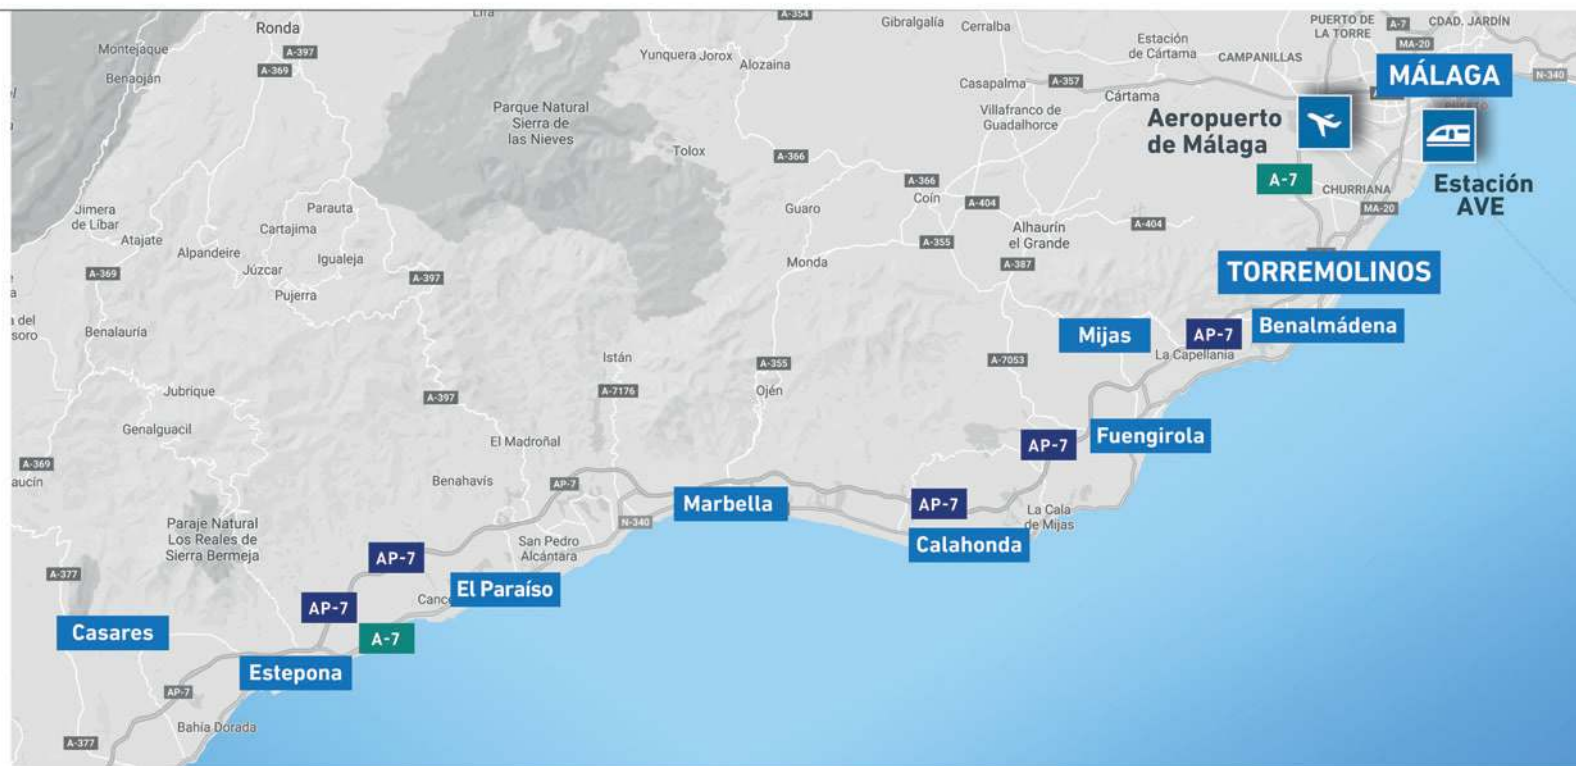 Ronda
A-354
Gibralgalía
Cerralba
PUERTO DE
LA TORRE
A-7
CDAD. JARDÍN
Montejaque
A-397
Yunquera
Jorox
Alozaina
Estación
de Cártama
CAMPANILLAS
MA-20
MÁLAGA
N-340
Benaoján
A-369
Casapalma
A-357
Cártama
Parque Natural
Sierra de
las Nieves
Villafranco de
Guadalhorce
Aeropuerto
de Málaga
Tolox
A-366
A-366
Coín
A-404
A-7
CHURRIANA
MA-20
Estación
AVE
Jimera
de Líbar
Parauta
Cartajima
Guaro
Alhaurín
el Grande
A-404
Atajate
Alpandeire
Igualeja
Júzcar
A-355
A-369
A-397
Monda
A-387
TORREMOLINOS
Pujerra
Benalauría
Mijas
AP-7
Benalmádena
La Capellanía
Istán
A-355
A-7053
Jubrique
A-7176
Ojén
A-397
Genalguacil
El Madroñal
AP-7
Fuengirola
A-369
Benahavís
AP-7
Marbella
AP-7
La Cala
de Mijas
Paraje Natural
Los Reales de
Sierra Bermeja
N-340
San Pedro
Alcántara
Calahonda
AP-7
A-377
El Paraíso
AP-7
Casares
A-7
Estepona
AP-7
Bahía Dorada
A-377